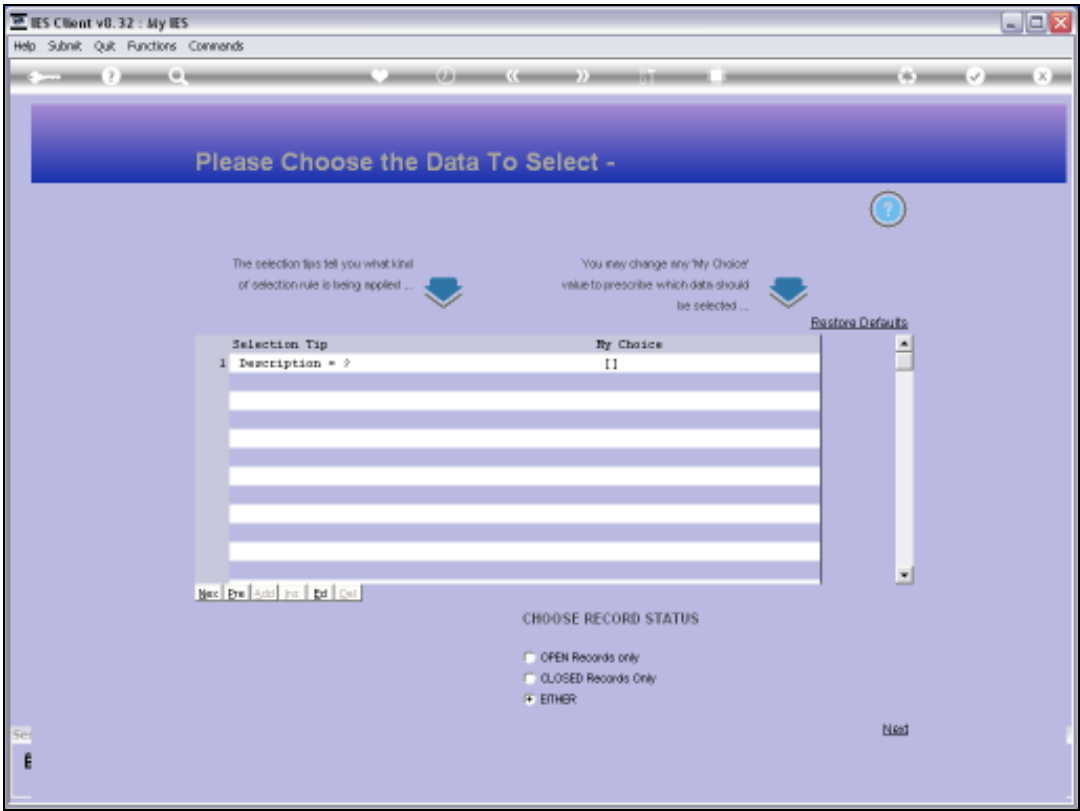 IES Client v8.32 : My IES
Help Submit Quit Functions Commands
Please Choose the Data To Select -
?
The selection tips tell you what kind
of selection rule is being applied ...
You may change any 'My Choice'
value to prescribe which data should
be selected ...
Restore Defaults
Selection Tip My Choice
1 Description = ? []
Nex Pre Add Ins Ed Del
CHOOSE RECORD STATUS
OPEN Records only
CLOSED Records Only
EITHER
Next